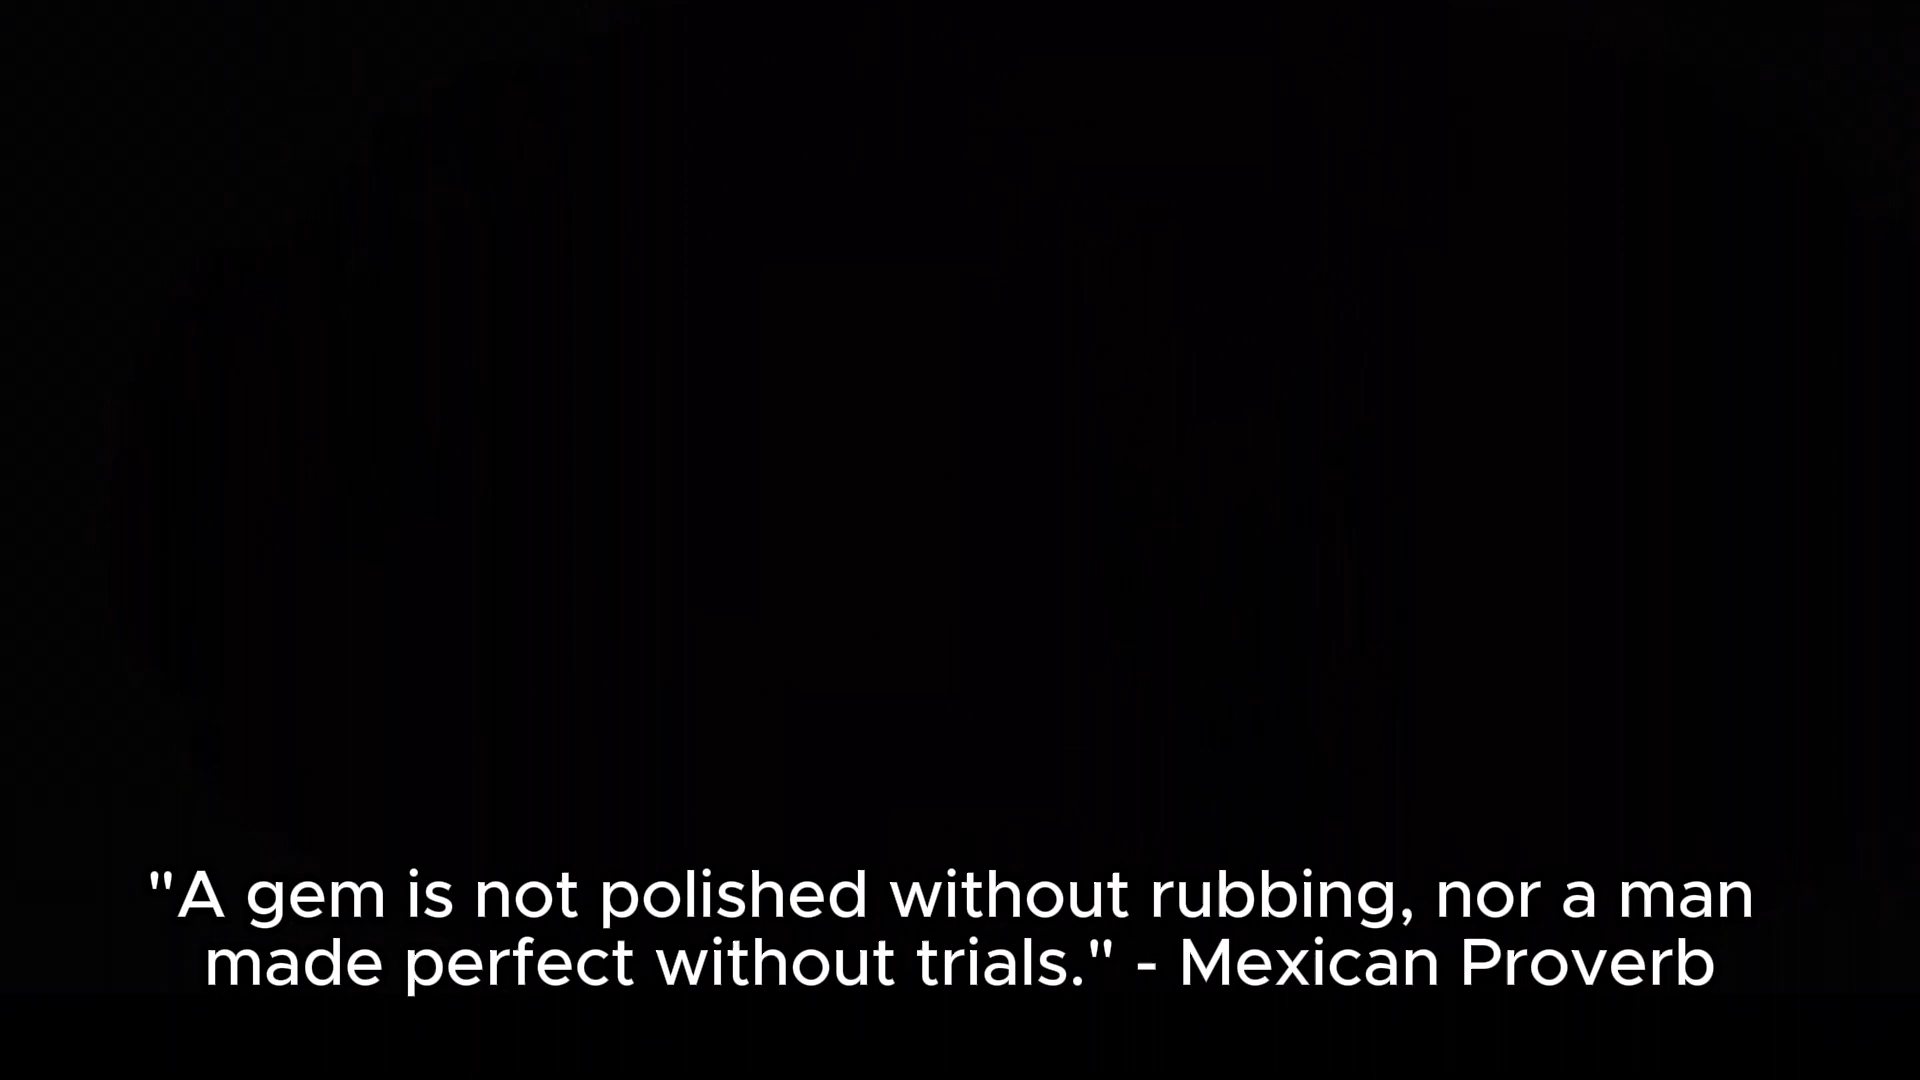 "A gem is not polished without rubbing, nor a man
made perfect without trials." - Mexican Proverb